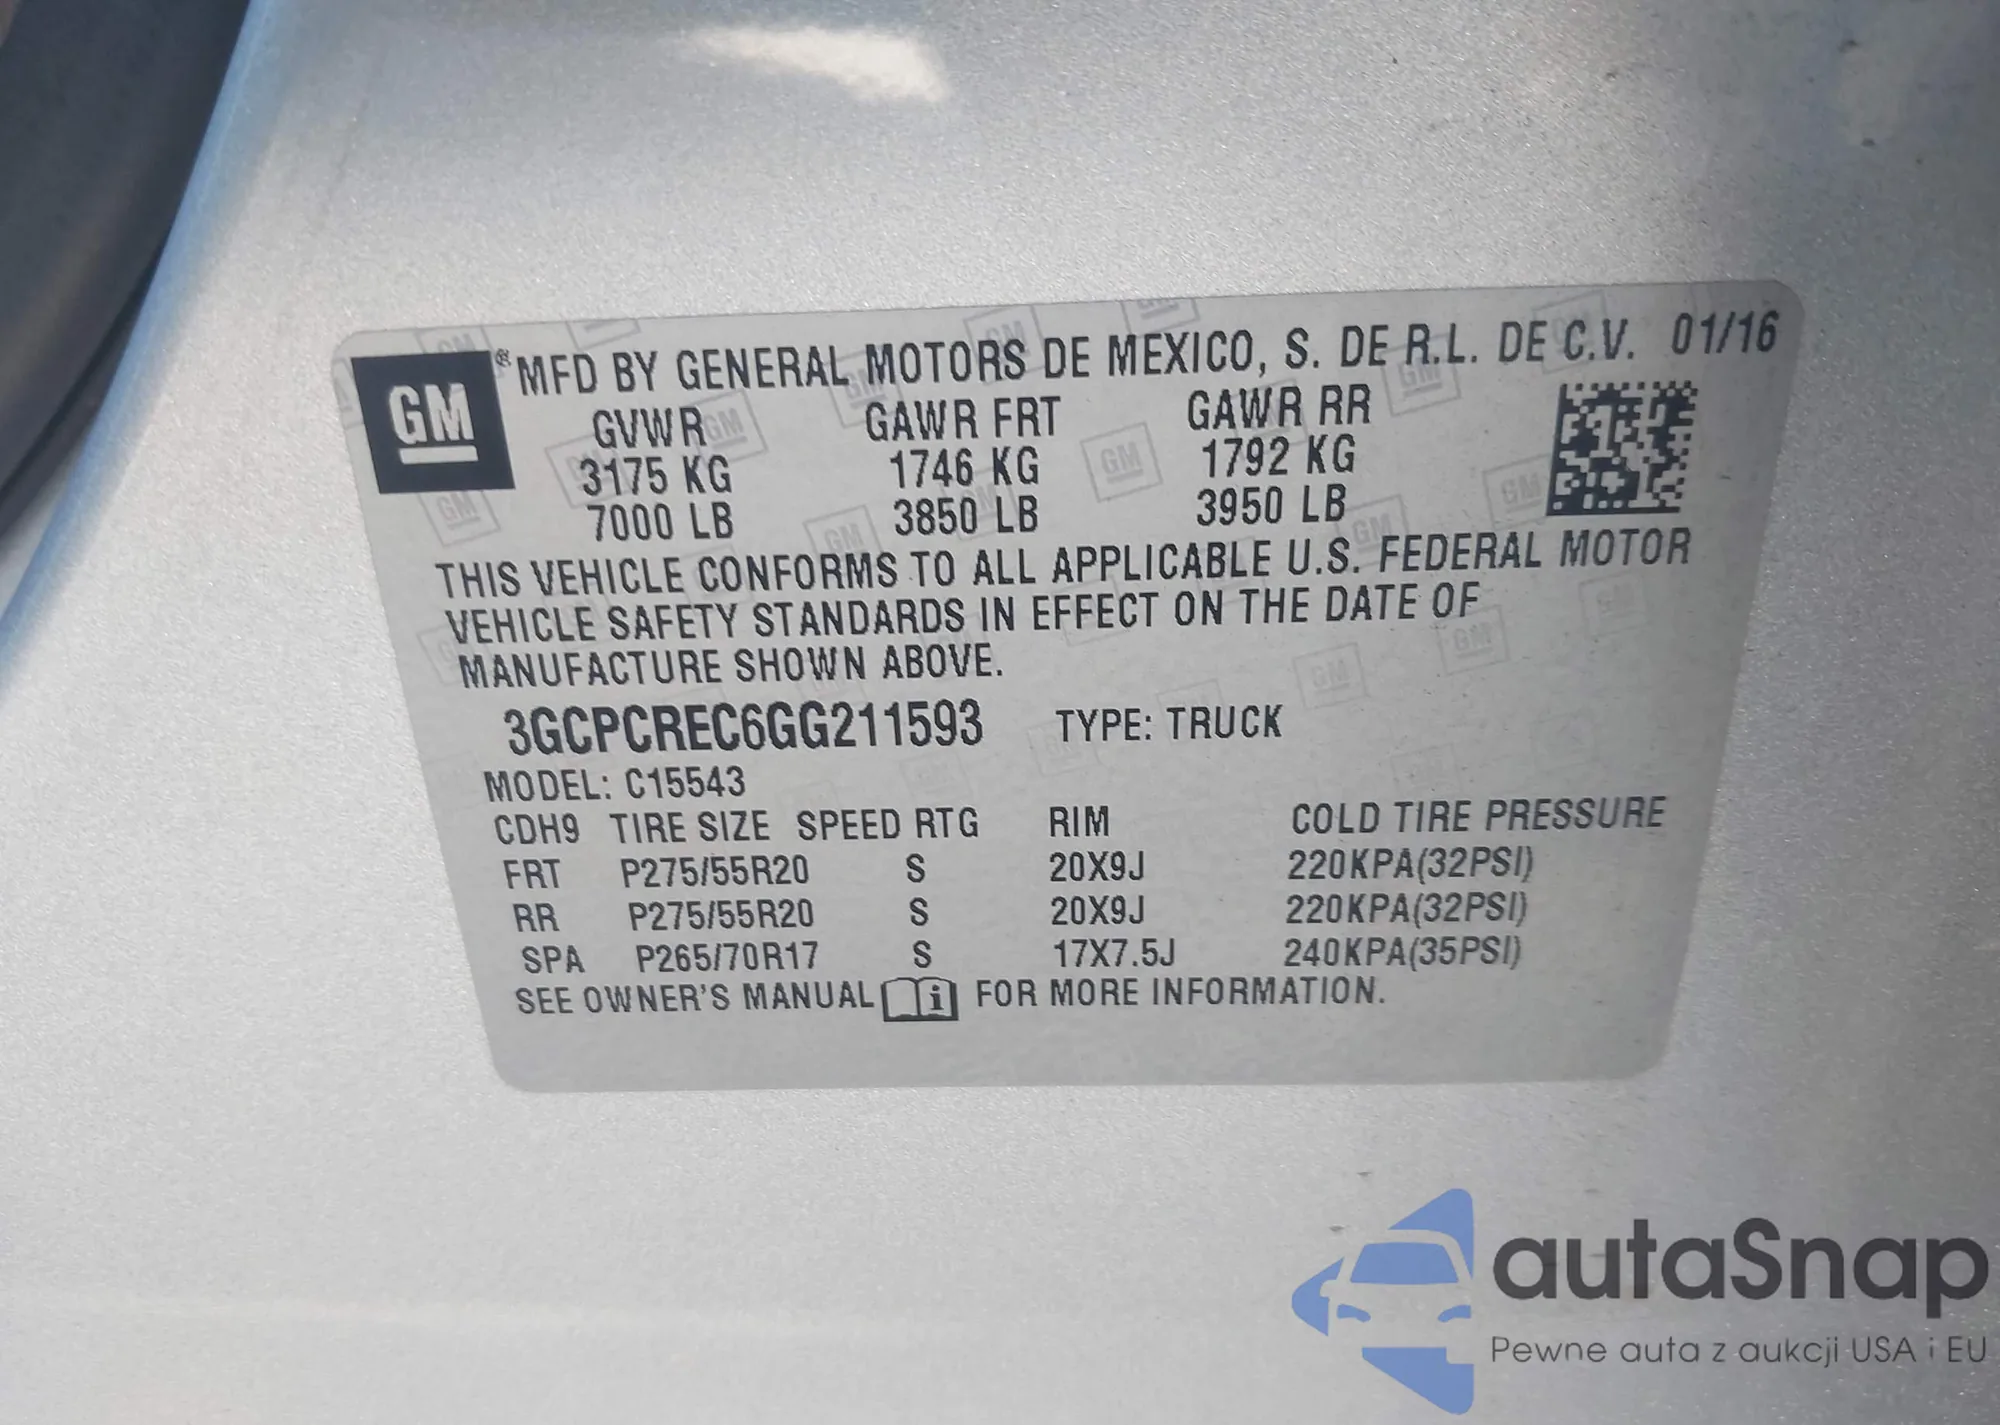 GM
® MFD BY GENERAL MOTORS DE MEXICO, S. DE R.L. DE C.V. 01/16
GVWR GAWR FRT GAWR RR
3175 KG 1746 KG 1792 KG
7000 LB 3850 LB 3950 LB
THIS VEHICLE CONFORMS TO ALL APPLICABLE U.S. FEDERAL MOTOR
VEHICLE SAFETY STANDARDS IN EFFECT ON THE DATE OF
MANUFACTURE SHOWN ABOVE.
3GCPCREC6GG211593 TYPE: TRUCK
MODEL: C15543
CDH9 TIRE SIZE SPEED RTG RIM COLD TIRE PRESSURE
FRT P275/55R20 S 20X9J 220KPA(32PSI)
RR P275/55R20 S 20X9J 220KPA(32PSI)
SPA P265/70R17 S 17X7.5J 240KPA(35PSI)
SEE OWNER'S MANUAL i FOR MORE INFORMATION.
autaSnap
Pewne auta z aukcji USA i EU